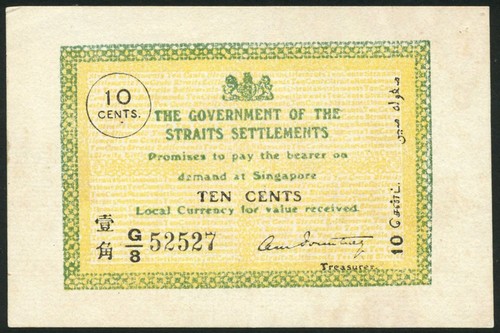 10
CENTS.
THE GOVERNMENT OF THE
STRAITS SETTLEMENTS
Promises to pay the bearer on
demand at Singapore
TEN CENTS
Local Currency for value received.
壹
角
G/8 52527
Treasurer.
10